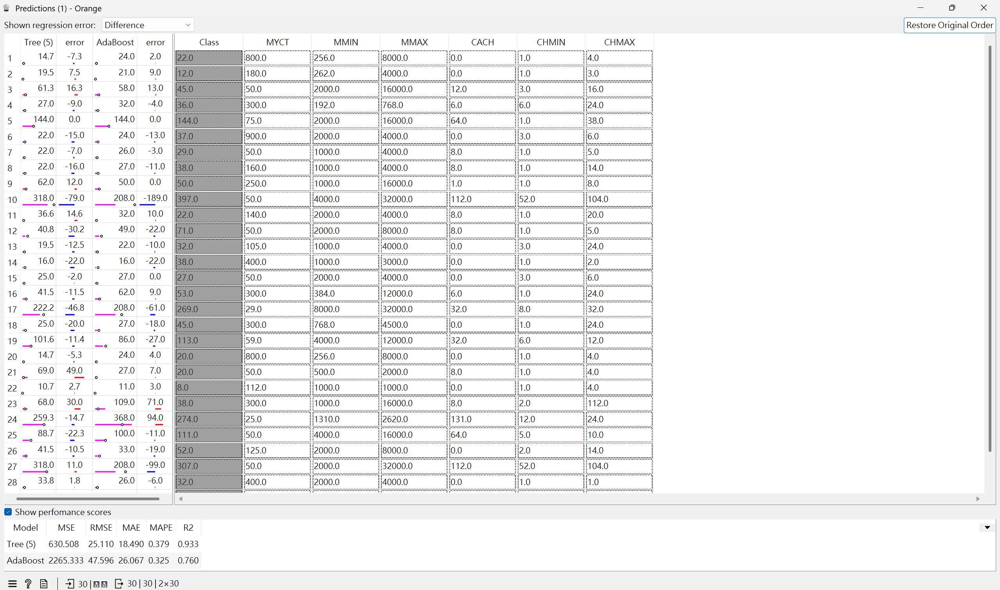 Predictions (1) - Orange
Shown regression error: Difference Restore Original Order
Tree (5) error AdaBoost error Class MYCT MMIN MMAX CACH CHMIN CHMAX
1 14.7 -7.3 24.0 2.0 22.0 800.0 256.0 8000.0 0.0 1.0 4.0
2 19.5 7.5 21.0 9.0 12.0 180.0 262.0 4000.0 0.0 1.0 3.0
3 61.3 16.3 58.0 13.0 45.0 50.0 2000.0 16000.0 12.0 3.0 16.0
4 27.0 -9.0 32.0 -4.0 36.0 300.0 192.0 768.0 6.0 6.0 24.0
5 144.0 0.0 144.0 0.0 144.0 75.0 2000.0 16000.0 64.0 1.0 38.0
6 22.0 -15.0 24.0 -13.0 37.0 900.0 2000.0 4000.0 0.0 3.0 6.0
7 22.0 -7.0 26.0 -3.0 29.0 50.0 1000.0 4000.0 8.0 1.0 5.0
8 22.0 -16.0 27.0 -11.0 38.0 160.0 1000.0 4000.0 8.0 1.0 14.0
9 62.0 12.0 50.0 0.0 50.0 250.0 1000.0 16000.0 1.0 1.0 8.0
10 318.0 -79.0 208.0 -189.0 397.0 50.0 4000.0 32000.0 112.0 52.0 104.0
11 36.6 14.6 32.0 10.0 22.0 140.0 2000.0 4000.0 8.0 1.0 20.0
12 40.8 -30.2 49.0 -22.0 71.0 50.0 2000.0 8000.0 8.0 1.0 5.0
13 19.5 -12.5 22.0 -10.0 32.0 105.0 1000.0 4000.0 0.0 3.0 24.0
14 16.0 -22.0 16.0 -22.0 38.0 400.0 1000.0 3000.0 0.0 1.0 2.0
15 25.0 -2.0 27.0 0.0 27.0 50.0 2000.0 4000.0 0.0 3.0 6.0
16 41.5 -11.5 62.0 9.0 53.0 300.0 384.0 12000.0 6.0 1.0 24.0
17 222.2 -46.8 208.0 -61.0 269.0 29.0 8000.0 32000.0 32.0 8.0 32.0
18 25.0 -20.0 27.0 -18.0 45.0 300.0 768.0 4500.0 0.0 1.0 24.0
19 101.6 -11.4 86.0 -27.0 113.0 59.0 4000.0 12000.0 32.0 6.0 12.0
20 14.7 -5.3 24.0 4.0 20.0 800.0 256.0 8000.0 0.0 1.0 4.0
21 69.0 49.0 27.0 7.0 20.0 50.0 500.0 2000.0 8.0 1.0 4.0
22 10.7 2.7 11.0 3.0 8.0 112.0 1000.0 1000.0 0.0 1.0 4.0
23 68.0 30.0 109.0 71.0 38.0 300.0 1000.0 16000.0 8.0 2.0 112.0
24 259.3 -14.7 368.0 94.0 274.0 25.0 1310.0 2620.0 131.0 12.0 24.0
25 88.7 -22.3 100.0 -11.0 111.0 50.0 4000.0 16000.0 64.0 5.0 10.0
26 41.5 -10.5 33.0 -19.0 52.0 125.0 2000.0 8000.0 0.0 2.0 14.0
27 318.0 11.0 208.0 -99.0 307.0 50.0 2000.0 32000.0 112.0 52.0 104.0
28 33.8 1.8 26.0 -6.0 32.0 400.0 2000.0 4000.0 0.0 1.0 1.0
Show perfomance scores
Model MSE RMSE MAE MAPE R2
Tree (5) 630.508 25.110 18.490 0.379 0.933
AdaBoost 2265.333 47.596 26.067 0.325 0.760
30 | M M 30 | 30 | 2×30